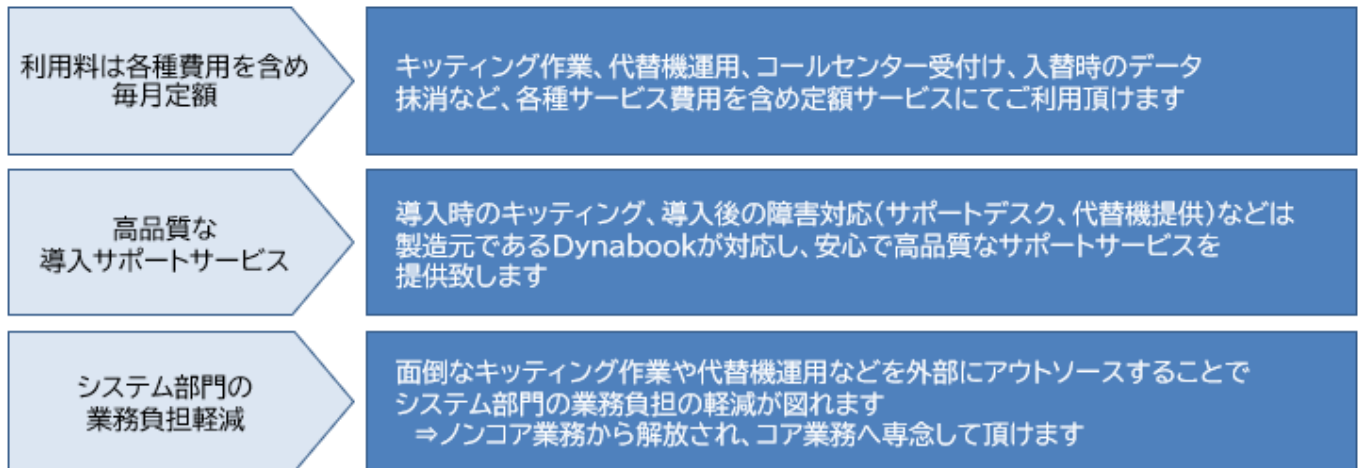 利用料は各種費用を含め
毎月定額
キッティング作業、代替機運用、コールセンター受付け、入替時のデータ
抹消など、各種サービス費用を含め定額サービスにてご利用頂けます
高品質な
導入サポートサービス
導入時のキッティング、導入後の障害対応(サポートデスク、代替機提供)などは
製造元であるDynabookが対応し、安心で高品質なサポートサービスを
提供致します
システム部門の
業務負担軽減
面倒なキッティング作業や代替機運用などを外部にアウトソースすることで
システム部門の業務負担の軽減が図れます
⇒ノンコア業務から解放され、コア業務へ専念して頂けます